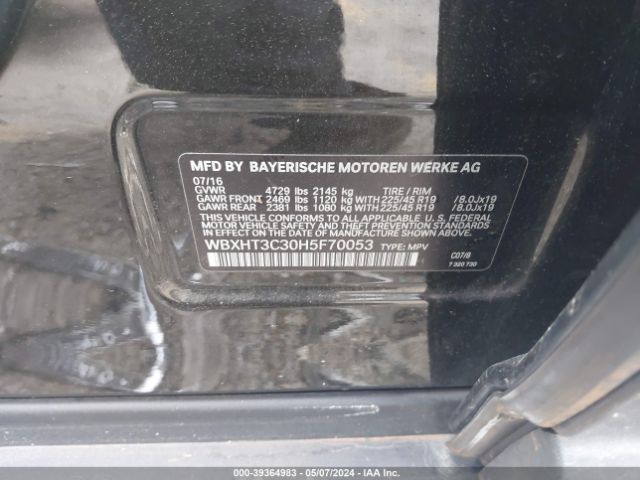 MFD BY BAYERISCHE MOTOREN WERKE AG
07/16
GVWR 4729 lbs 2145 kg TIRE / RIM
GAWR FRONT 2469 lbs 1120 kg WITH 225/45 R19 /8.0Jx19
GAWR REAR 2381 lbs 1080 kg WITH 225/45 R19 /8.0Jx19
THIS VEHICLE CONFORMS TO ALL APPLICABLE U.S. FEDERAL
MOTOR VEHICLE SAFETY AND THEFT PREVENTION STANDARDS
IN EFFECT ON THE DATE OF MANUFACTURE SHOWN ABOVE.
WBXHT3C30H5F70053 TYPE: MPV
C07/8
7 320 730
000-39364983 - 05/07/2024 - IAA Inc.